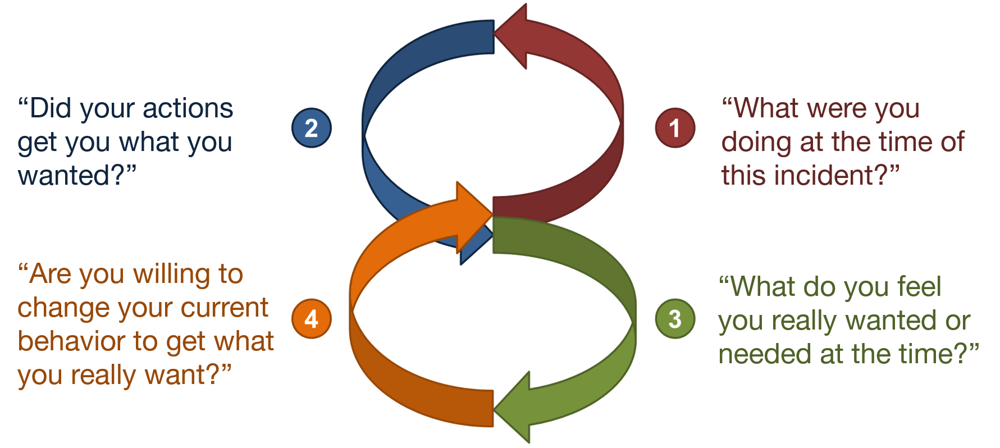 1
“What were you
doing at the time of
this incident?”
2
“Did your actions
get you what you
wanted?”
3
“What do you feel
you really wanted or
needed at the time?”
4
“Are you willing to
change your current
behavior to get what
you really want?”